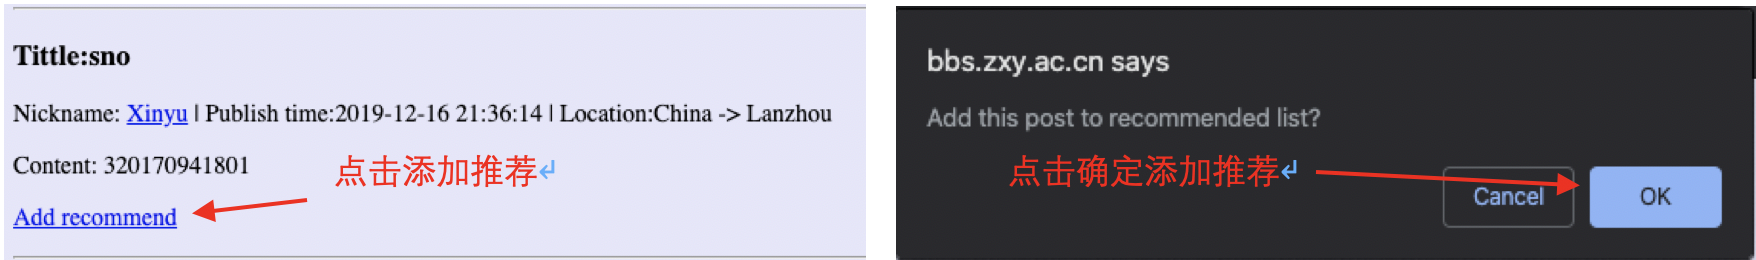 Tittle:sno
Nickname: Xinyu | Publish time:2019-12-16 21:36:14 | Location:China -> Lanzhou
Content: 320170941801
点击添加推荐↲
Add recommend
bbs.zxy.ac.cn says
Add this post to recommended list?
点击确定添加推荐↲
Cancel
OK